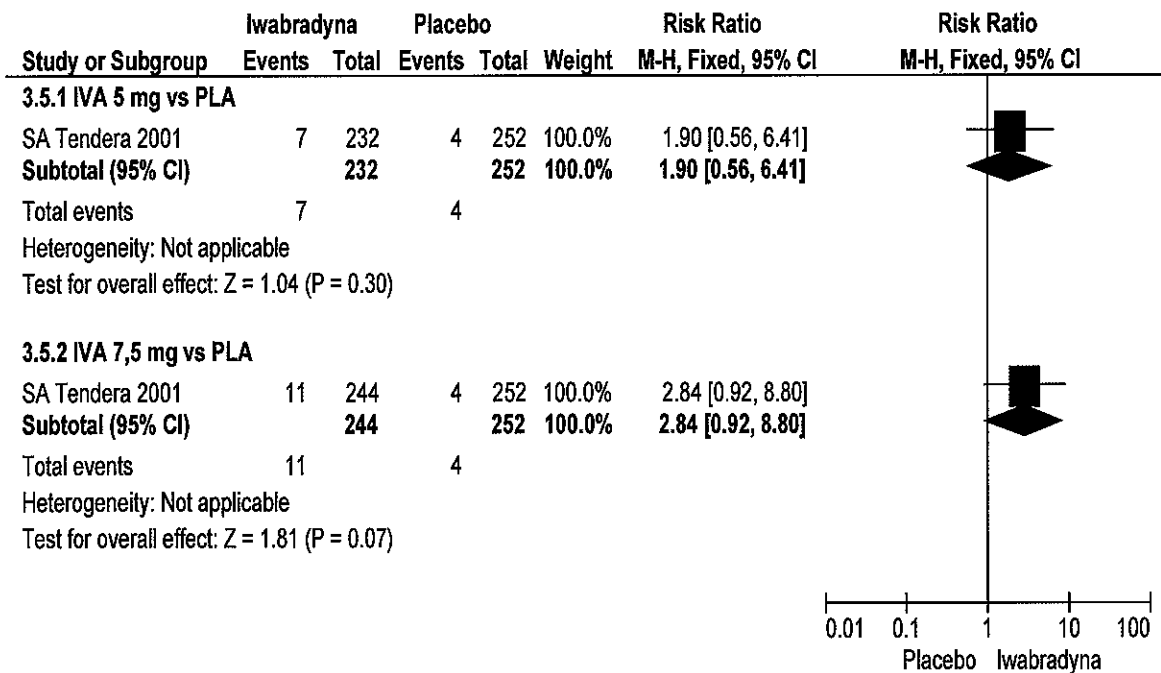 Iwabradyna Placebo Risk Ratio Risk Ratio
Study or Subgroup Events Total Events Total Weight M-H, Fixed, 95% CI M-H, Fixed, 95% CI
3.5.1 IVA 5 mg vs PLA
SA Tendera 2001 7 232 4 252 100.0% 1.90 [0.56, 6.41]
Subtotal (95% CI) 232 252 100.0% 1.90 [0.56, 6.41]
Total events 7 4
Heterogeneity: Not applicable
Test for overall effect: Z = 1.04 (P = 0.30)
3.5.2 IVA 7,5 mg vs PLA
SA Tendera 2001 11 244 4 252 100.0% 2.84 [0.92, 8.80]
Subtotal (95% CI) 244 252 100.0% 2.84 [0.92, 8.80]
Total events 11 4
Heterogeneity: Not applicable
Test for overall effect: Z = 1.81 (P = 0.07)
0.01 0.1 1 10 100
Placebo Iwabradyna